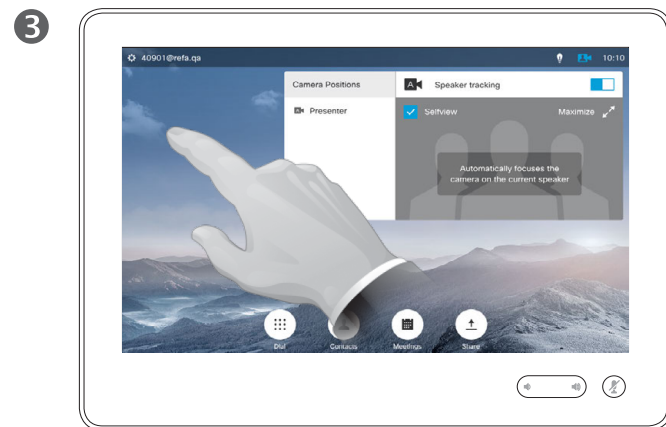 3
40901@refa.qa
10:10
Camera Positions
A
Speaker tracking
A
Presenter
Selfview
Maximize
Automatically focuses the
camera on the current speaker
Dial
Contacts
Meetings
Share